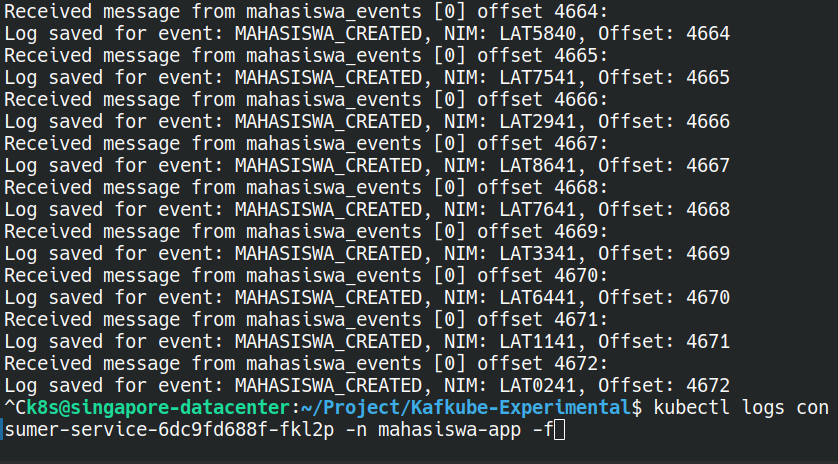 Received message from mahasiswa_events [0] offset 4664:
Log saved for event: MAHASISWA_CREATED, NIM: LAT5840, Offset: 4664
Received message from mahasiswa_events [0] offset 4665:
Log saved for event: MAHASISWA_CREATED, NIM: LAT7541, Offset: 4665
Received message from mahasiswa_events [0] offset 4666:
Log saved for event: MAHASISWA_CREATED, NIM: LAT2941, Offset: 4666
Received message from mahasiswa_events [0] offset 4667:
Log saved for event: MAHASISWA_CREATED, NIM: LAT8641, Offset: 4667
Received message from mahasiswa_events [0] offset 4668:
Log saved for event: MAHASISWA_CREATED, NIM: LAT7641, Offset: 4668
Received message from mahasiswa_events [0] offset 4669:
Log saved for event: MAHASISWA_CREATED, NIM: LAT3341, Offset: 4669
Received message from mahasiswa_events [0] offset 4670:
Log saved for event: MAHASISWA_CREATED, NIM: LAT6441, Offset: 4670
Received message from mahasiswa_events [0] offset 4671:
Log saved for event: MAHASISWA_CREATED, NIM: LAT1141, Offset: 4671
Received message from mahasiswa_events [0] offset 4672:
Log saved for event: MAHASISWA_CREATED, NIM: LAT0241, Offset: 4672
^Ck8s@singapore-datacenter:~/Project/Kafkube-Experimental$ kubectl logs con
sumer-service-6dc9fd688f-fkl2p -n mahasiswa-app -f